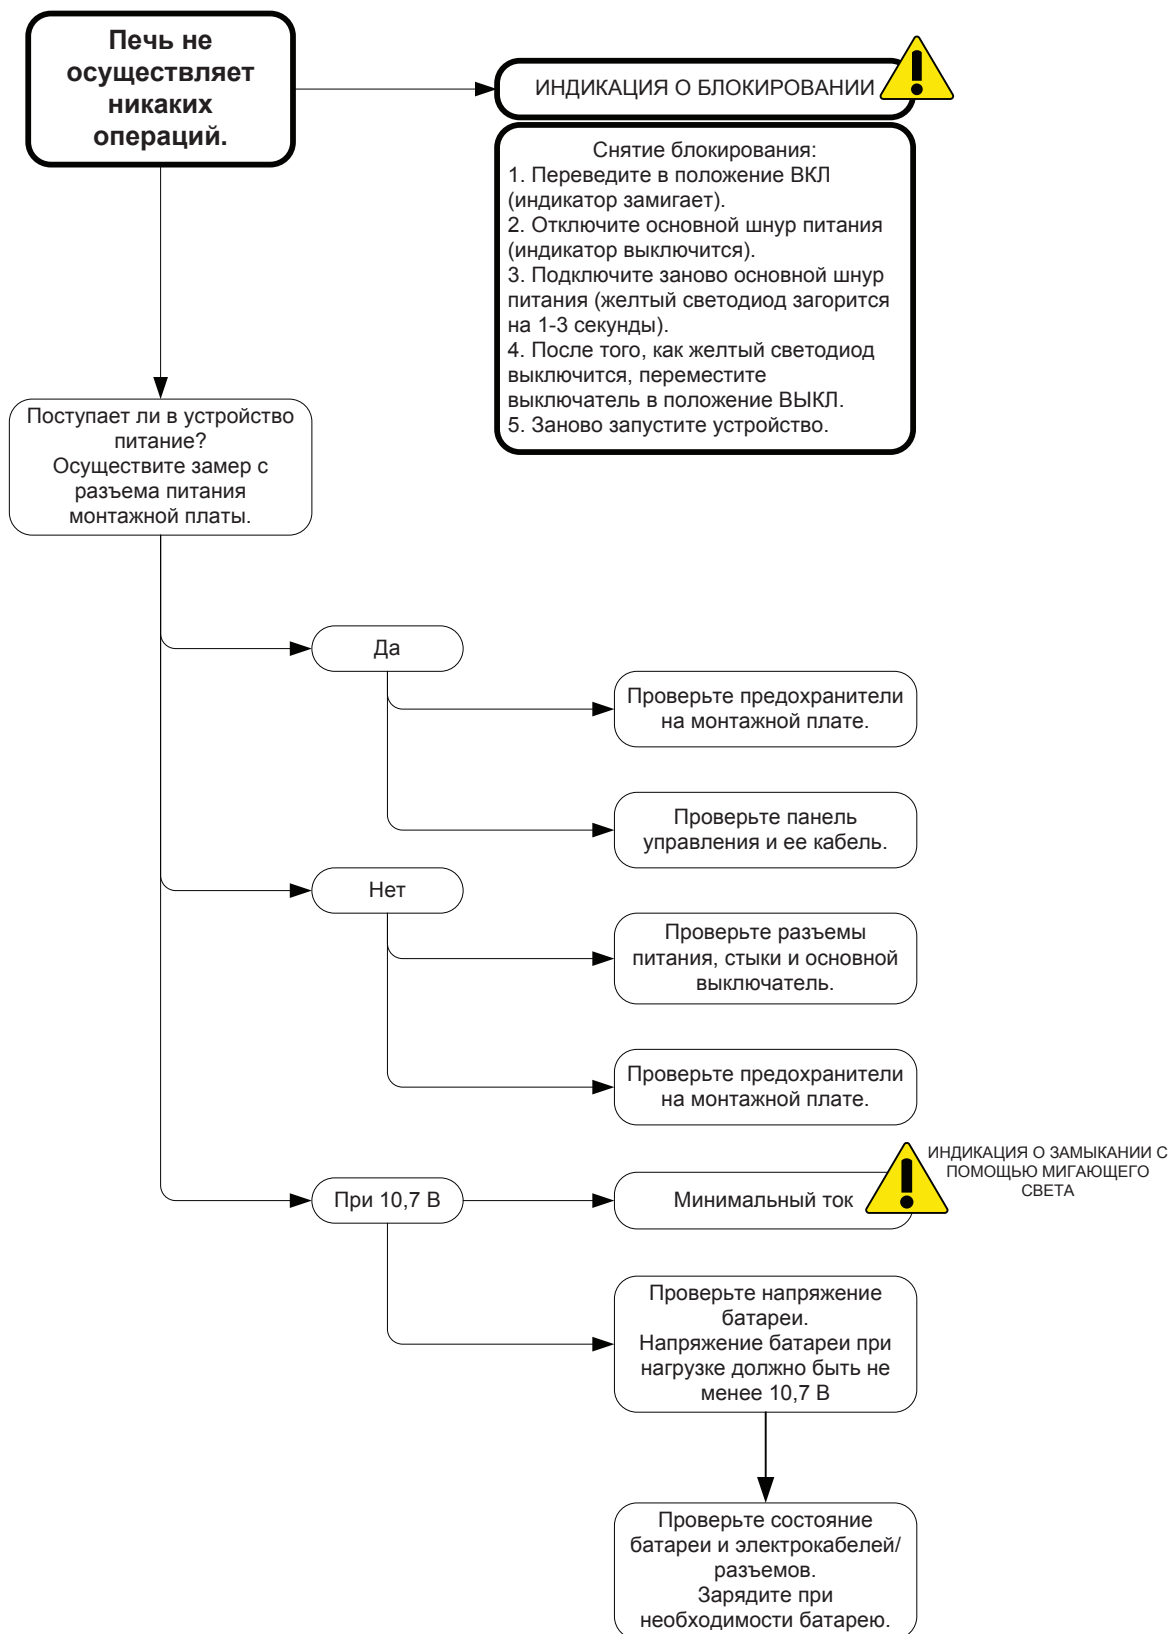 Печь не
осуществляет
никаких
операций.
ИНДИКАЦИЯ О БЛОКИРОВАНИИ
Снятие блокирования:
1. Переведите в положение ВКЛ
(индикатор замигает).
2. Отключите основной шнур питания
(индикатор выключится).
3. Подключите заново основной шнур
питания (желтый светодиод загорится
на 1-3 секунды).
4. После того, как желтый светодиод
выключится, переместите
выключатель в положение ВЫКЛ.
5. Заново запустите устройство.
Поступает ли в устройство
питание?
Осуществите замер с
разъема питания
монтажной платы.
Да
Проверьте предохранители
на монтажной плате.
Проверьте панель
управления и ее кабель.
Нет
Проверьте разъемы
питания, стыки и основной
выключатель.
Проверьте предохранители
на монтажной плате.
При 10,7 В
Минимальный ток
ИНДИКАЦИЯ О ЗАМЫКАНИИ С
ПОМОЩЬЮ МИГАЮЩЕГО
СВЕТА
Проверьте напряжение
батареи.
Напряжение батареи при
нагрузке должно быть не
менее 10,7 В
Проверьте состояние
батареи и электрокабелей/
разъемов.
Зарядите при
необходимости батарею.